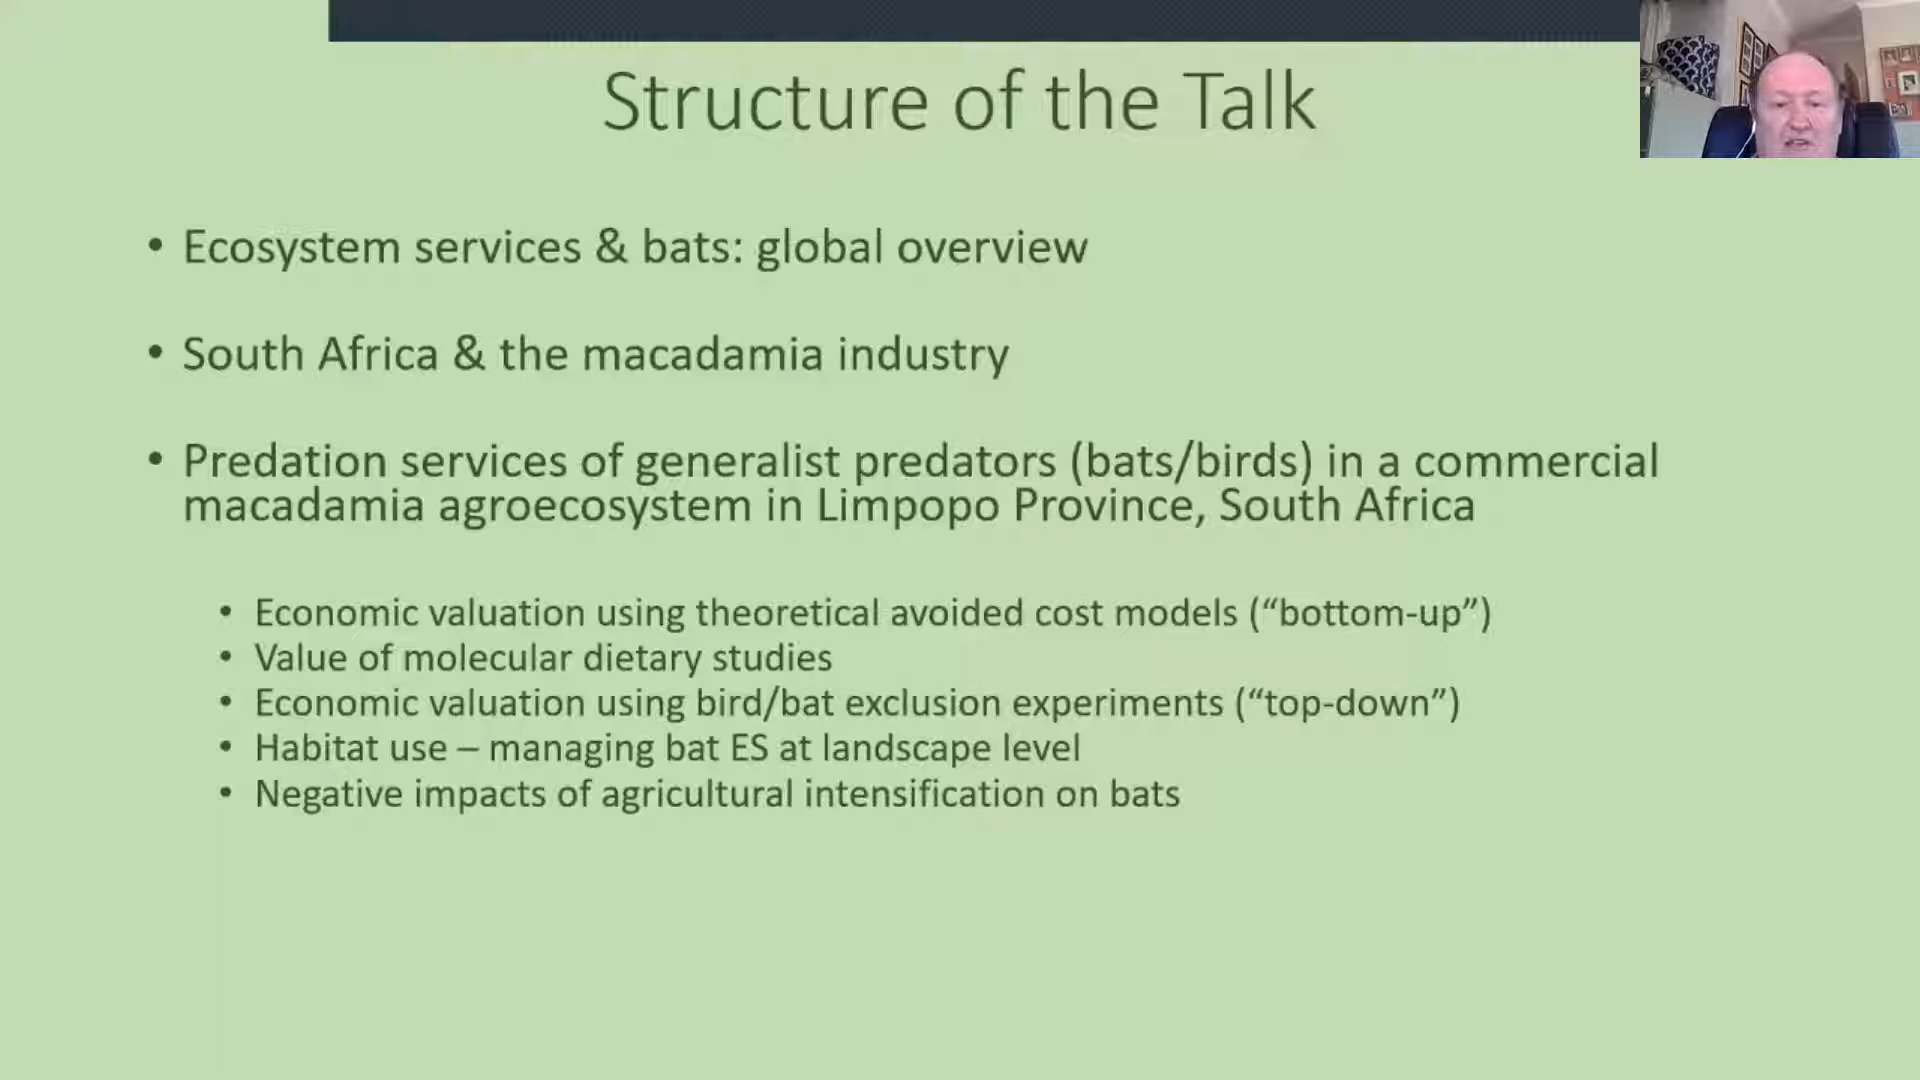 Structure of the Talk
• Ecosystem services & bats: global overview
• South Africa & the macadamia industry
• Predation services of generalist predators (bats/birds) in a commercial
macadamia agroecosystem in Limpopo Province, South Africa
• Economic valuation using theoretical avoided cost models (“bottom-up”)
• Value of molecular dietary studies
• Economic valuation using bird/bat exclusion experiments (“top-down”)
• Habitat use – managing bat ES at landscape level
• Negative impacts of agricultural intensification on bats